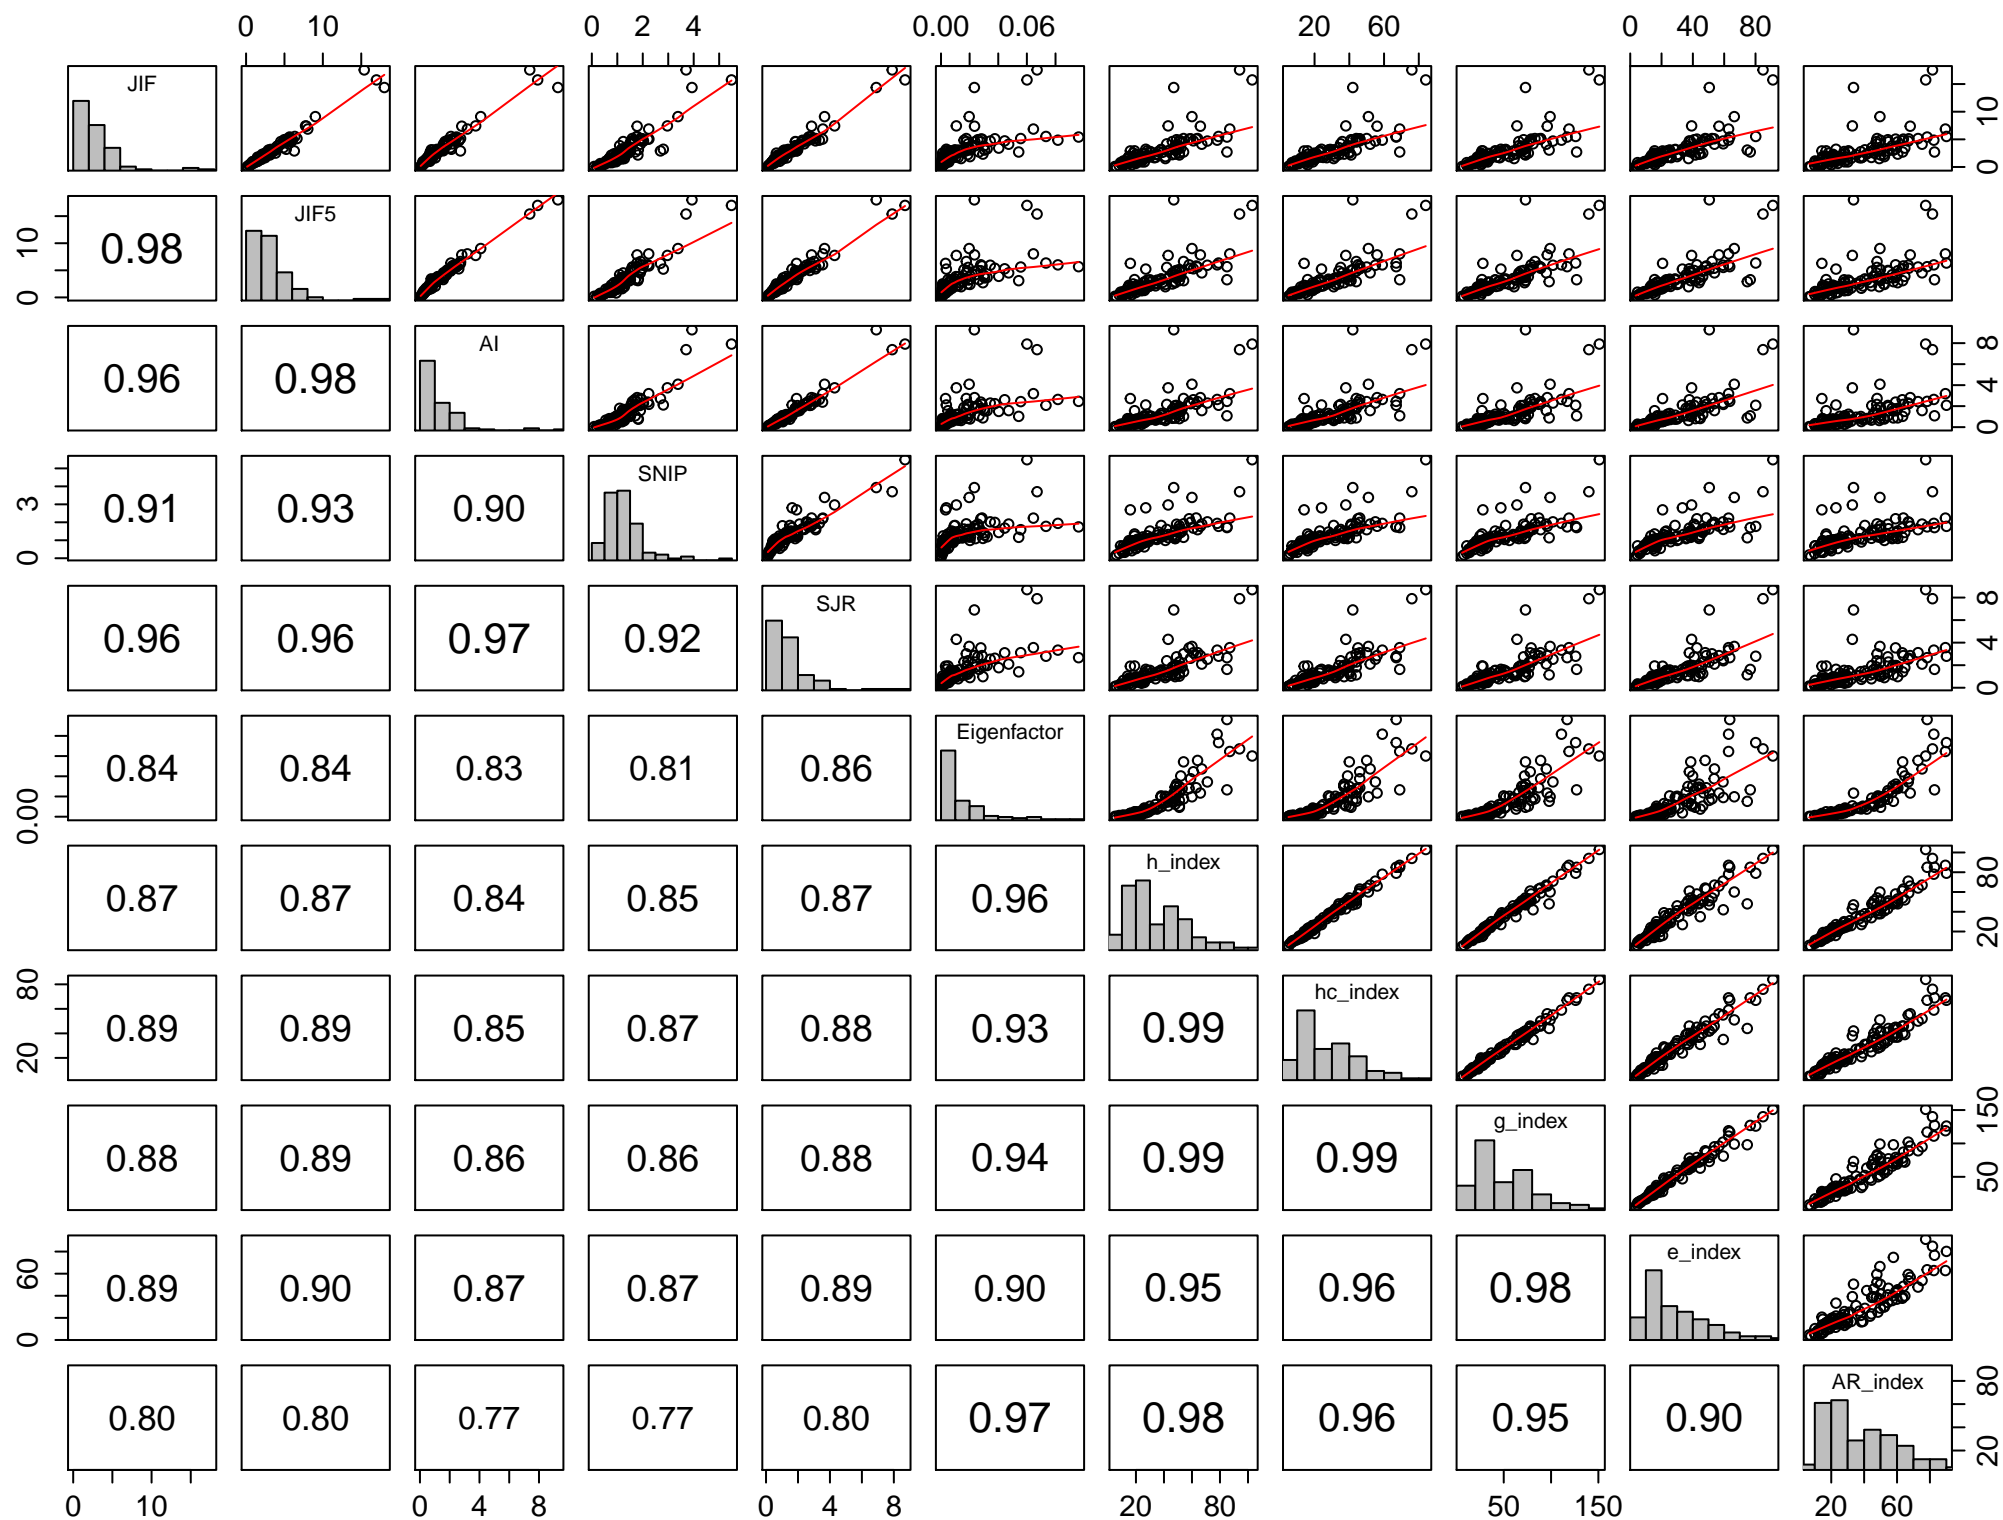 0 10 0 2 4 0.00 0.06 20 60 0 40 80
JIF 0 10
0 10 0.98 JIF5
0.96 0.98 AI 0 4 8
0 3 0.91 0.93 0.90 SNIP
0.96 0.96 0.97 0.92 SJR 0 4 8
0.00 0.84 0.84 0.83 0.81 0.86 Eigenfactor
0.87 0.87 0.84 0.85 0.87 0.96 h_index 20 80
20 80 0.89 0.89 0.85 0.87 0.88 0.93 0.99 hc_index
0.88 0.89 0.86 0.86 0.88 0.94 0.99 0.99 g_index 50 150
0 60 0.89 0.90 0.87 0.87 0.89 0.90 0.95 0.96 0.98 e_index
0.80 0.80 0.77 0.77 0.80 0.97 0.98 0.96 0.95 0.90 AR_index 20 80
0 10 0 4 8 0 4 8 20 80 50 150 20 60